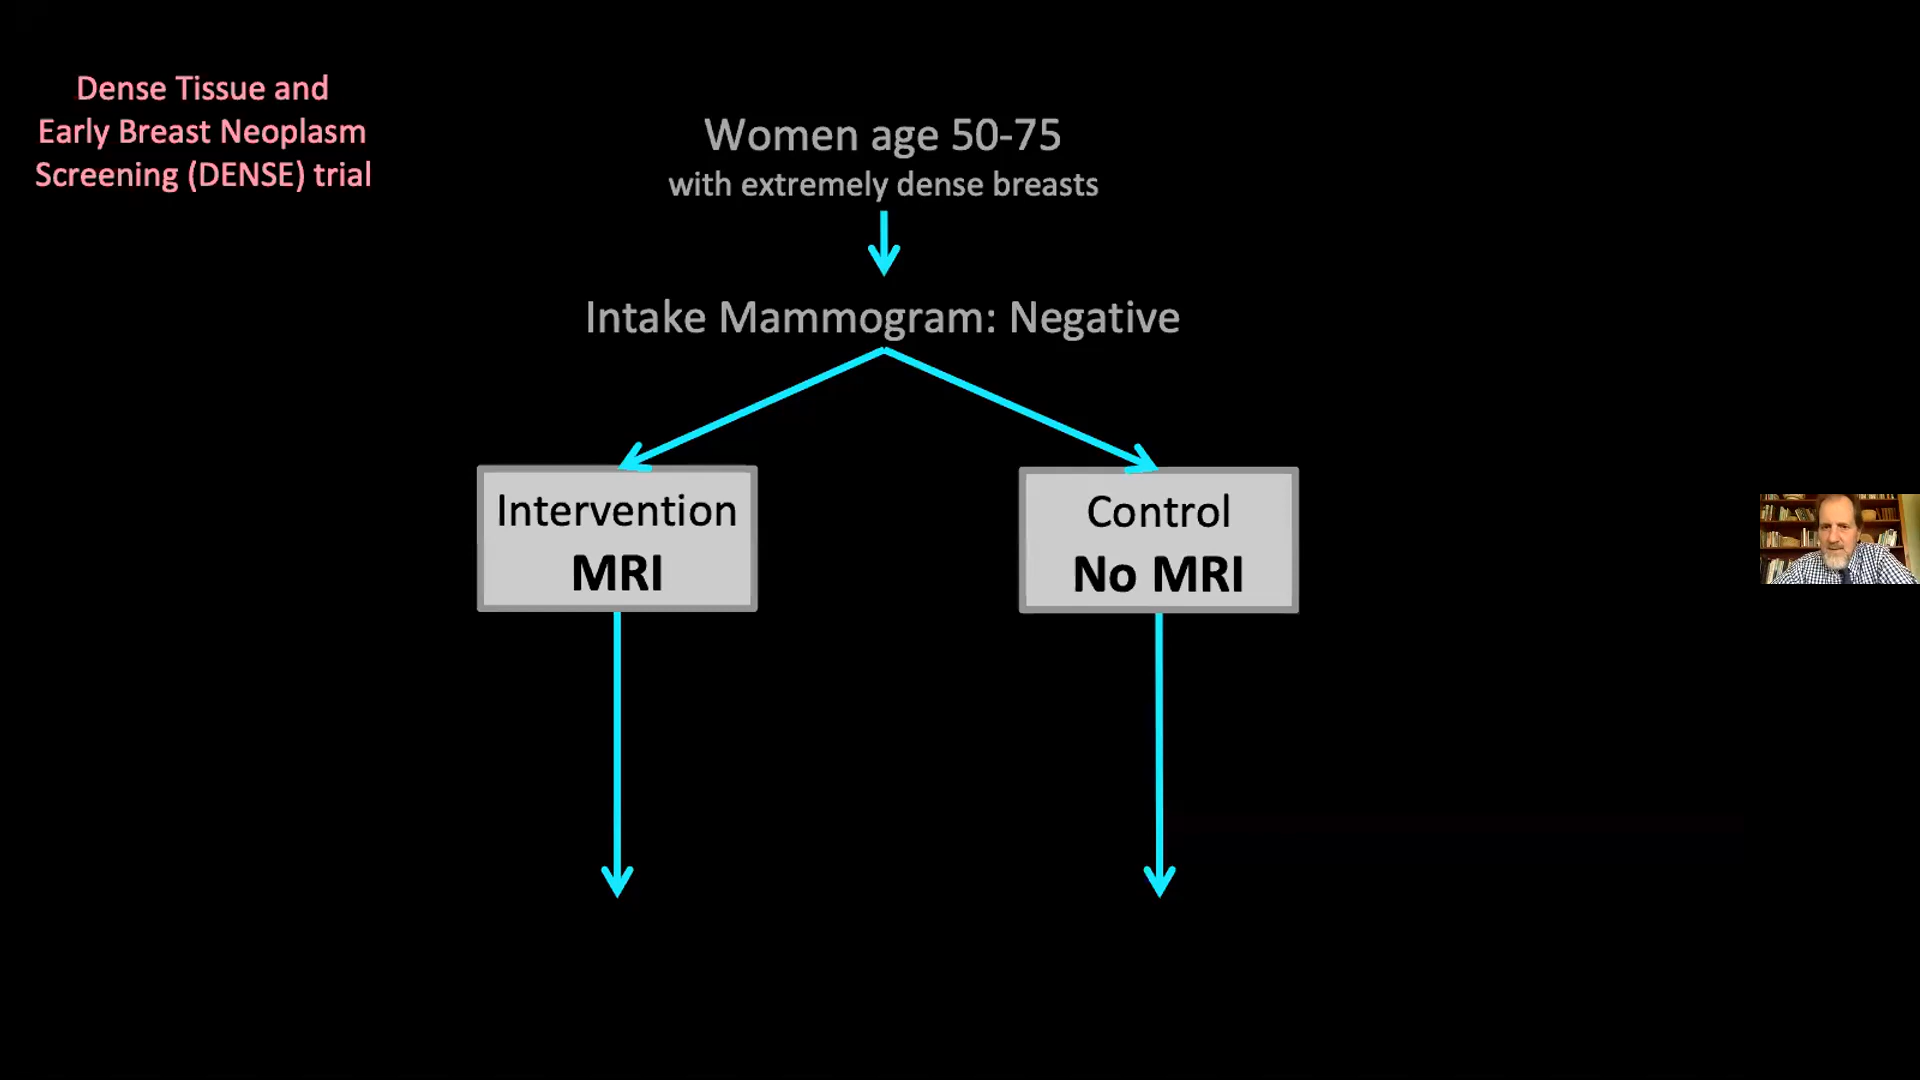 Dense Tissue and
Early Breast Neoplasm
Screening (DENSE) trial
Women age 50-75
with extremely dense breasts
Intake Mammogram: Negative
Intervention
MRI
Control
No MRI